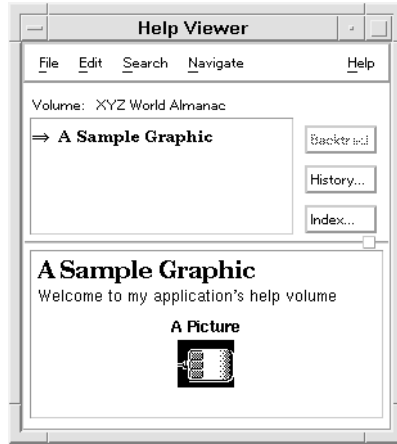 Help Viewer
File Edit Search Navigate Help
Volume: XYZ World Almanac
⇒ A Sample Graphic
Backtrack
History...
Index...
A Sample Graphic
Welcome to my application's help volume
A Picture